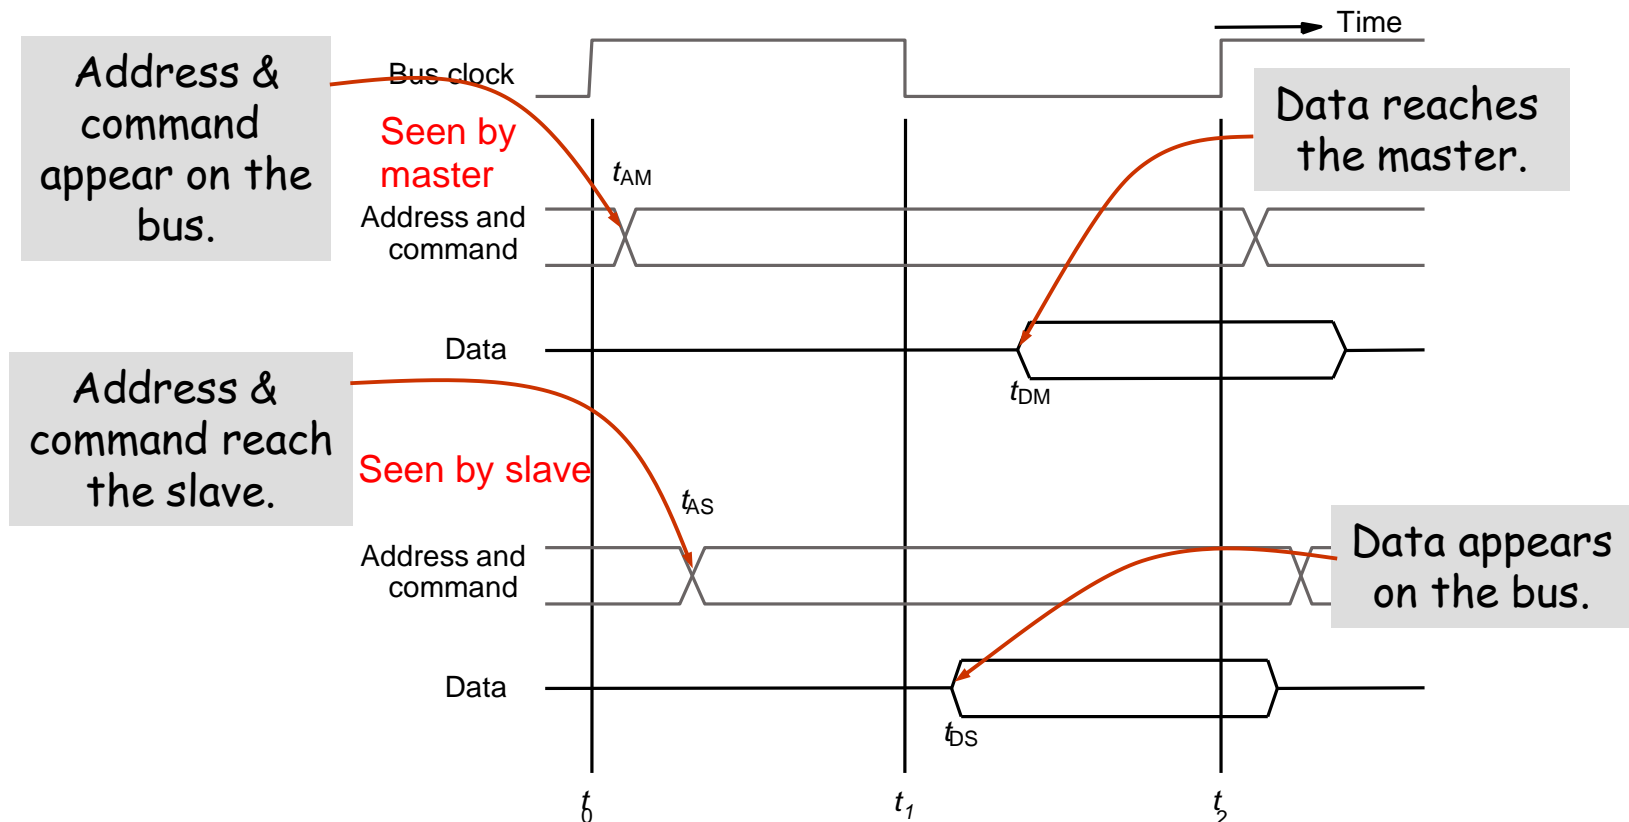 Time
Address &
command
appear on the
bus.
Bus clock
Data reaches
the master.
Seen by
master
tAM
Address and
command
Data
tDM
Address &
command reach
the slave.
Seen by slave
tAS
Address and
command
Data appears
on the bus.
Data
tDS
t0
t1
t2